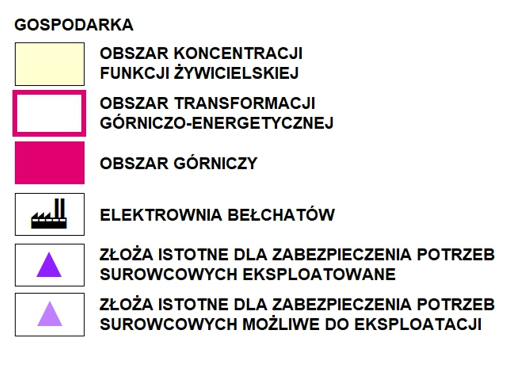 GOSPODARKA
OBSZAR KONCENTRACJI
FUNKCJI ŻYWICIELSKIEJ
OBSZAR TRANSFORMACJI
GÓRNICZO-ENERGETYCZNEJ
OBSZAR GÓRNICZY
ELEKTROWNIA BEŁCHATÓW
ZŁOŻA ISTOTNE DLA ZABEZPIECZENIA POTRZEB
SUROWCOWYCH EKSPLOATOWANE
ZŁOŻA ISTOTNE DLA ZABEZPIECZENIA POTRZEB
SUROWCOWYCH MOŻLIWE DO EKSPLOATACJI